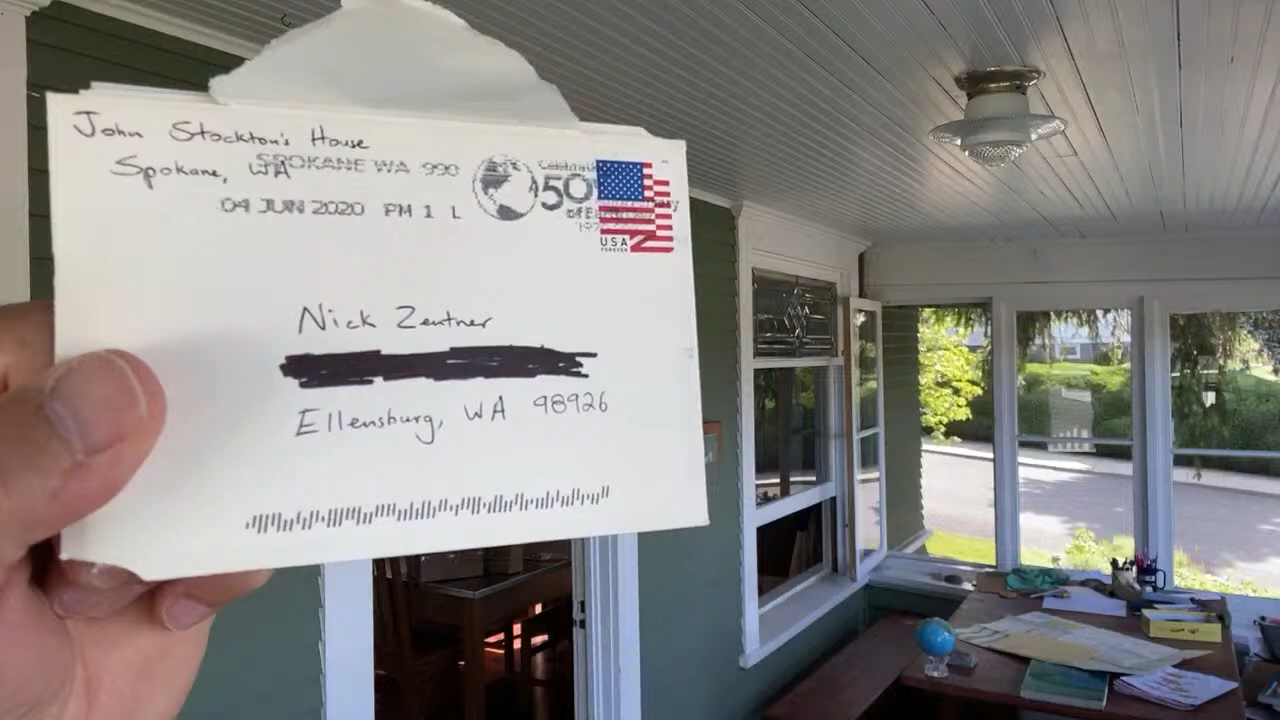 John Stockton's House
Spokane, WA
SPOKANE WA 990
04 JUN 2020 PM 1 L
50
USA
FOREVER
Nick Zentner
Ellensburg, WA 98926